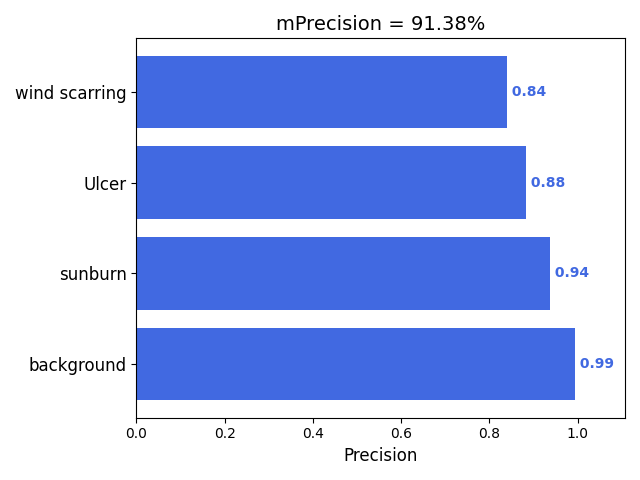 mPrecision = 91.38%
wind scarring
0.84
Ulcer
0.88
sunburn
0.94
background
0.99
0.0 0.2 0.4 0.6 0.8 1.0
Precision